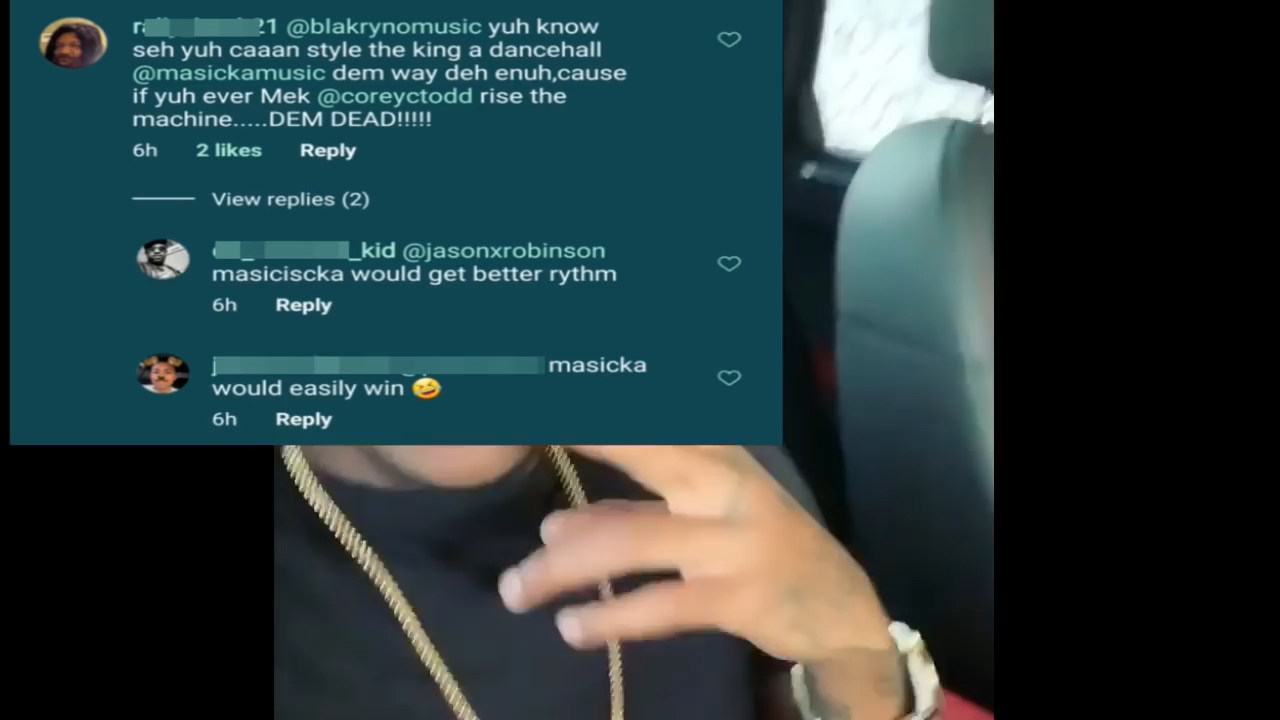 @blakrynomusic yuh know
seh yuh caaan style the king a dancehall
@masickamusic dem way deh enuh,cause
if yuh ever Mek @coreyctodd rise the
machine.....DEM DEAD!!!!!
6h 2 likes Reply
View replies (2)
_kid @jasonxrobinson
masiciscka would get better rythm
6h Reply
masicka
would easily win 🤣
6h Reply